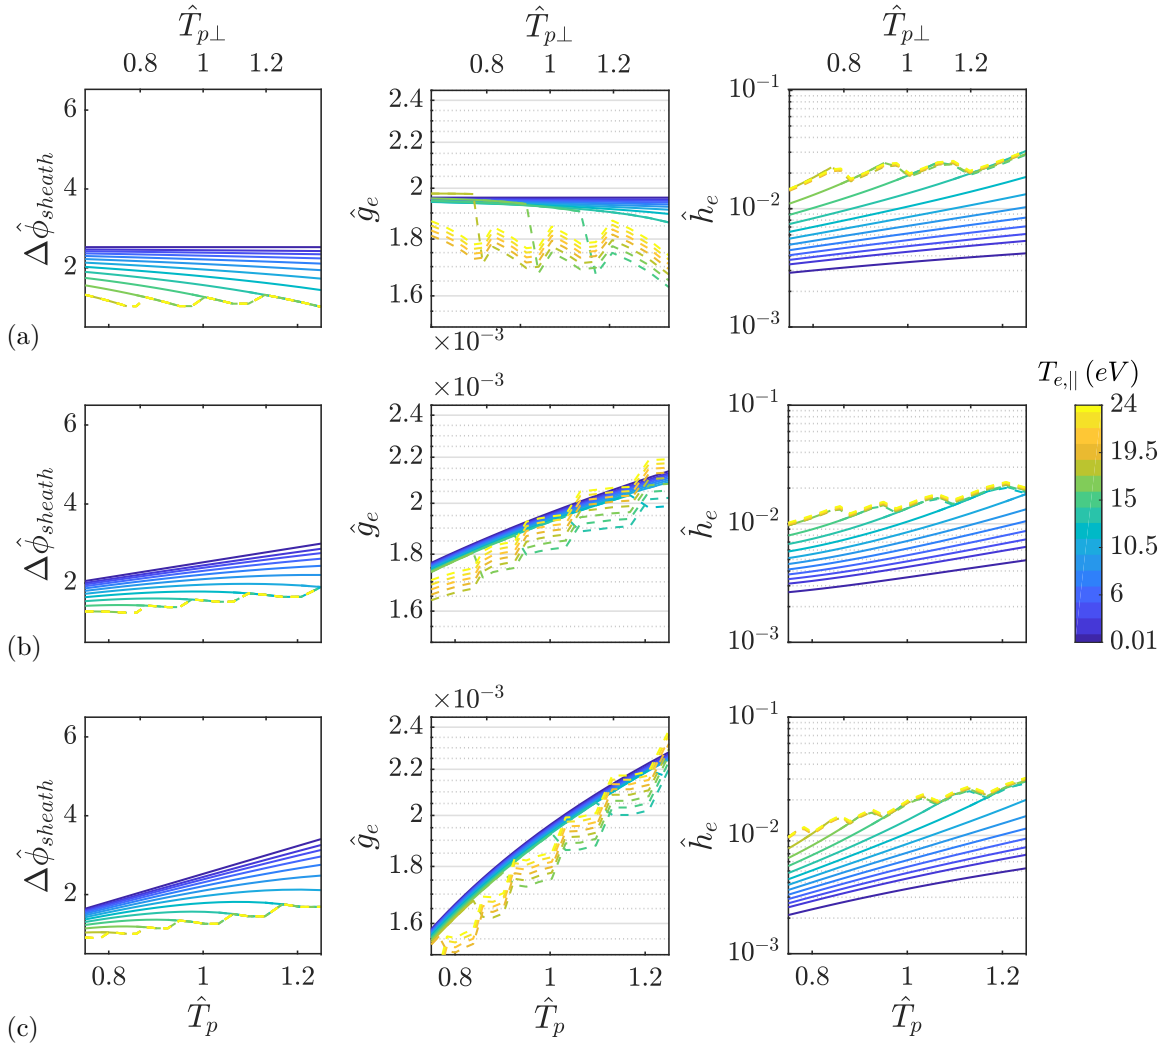 (a)
T̂p⊥ T̂p⊥ T̂p⊥
0.8 1 1.2 0.8 1 1.2 0.8 1 1.2
6 4 2
Δϕ̂sheath
2.4 2.2 2 1.8 1.6
ĝe
×10⁻³
10⁻¹ 10⁻² 10⁻³
ĥe
(b)
6 4 2
Δϕ̂sheath
×10⁻³
2.4 2.2 2 1.8 1.6
ĝe
10⁻¹ 10⁻² 10⁻³
ĥe
Te,|| (eV)
24
19.5
15
10.5
6
0.01
(c)
6 4 2
Δϕ̂sheath
×10⁻³
2.4 2.2 2 1.8 1.6
ĝe
10⁻¹ 10⁻² 10⁻³
ĥe
0.8 1 1.2 0.8 1 1.2 0.8 1 1.2
T̂p T̂p T̂p